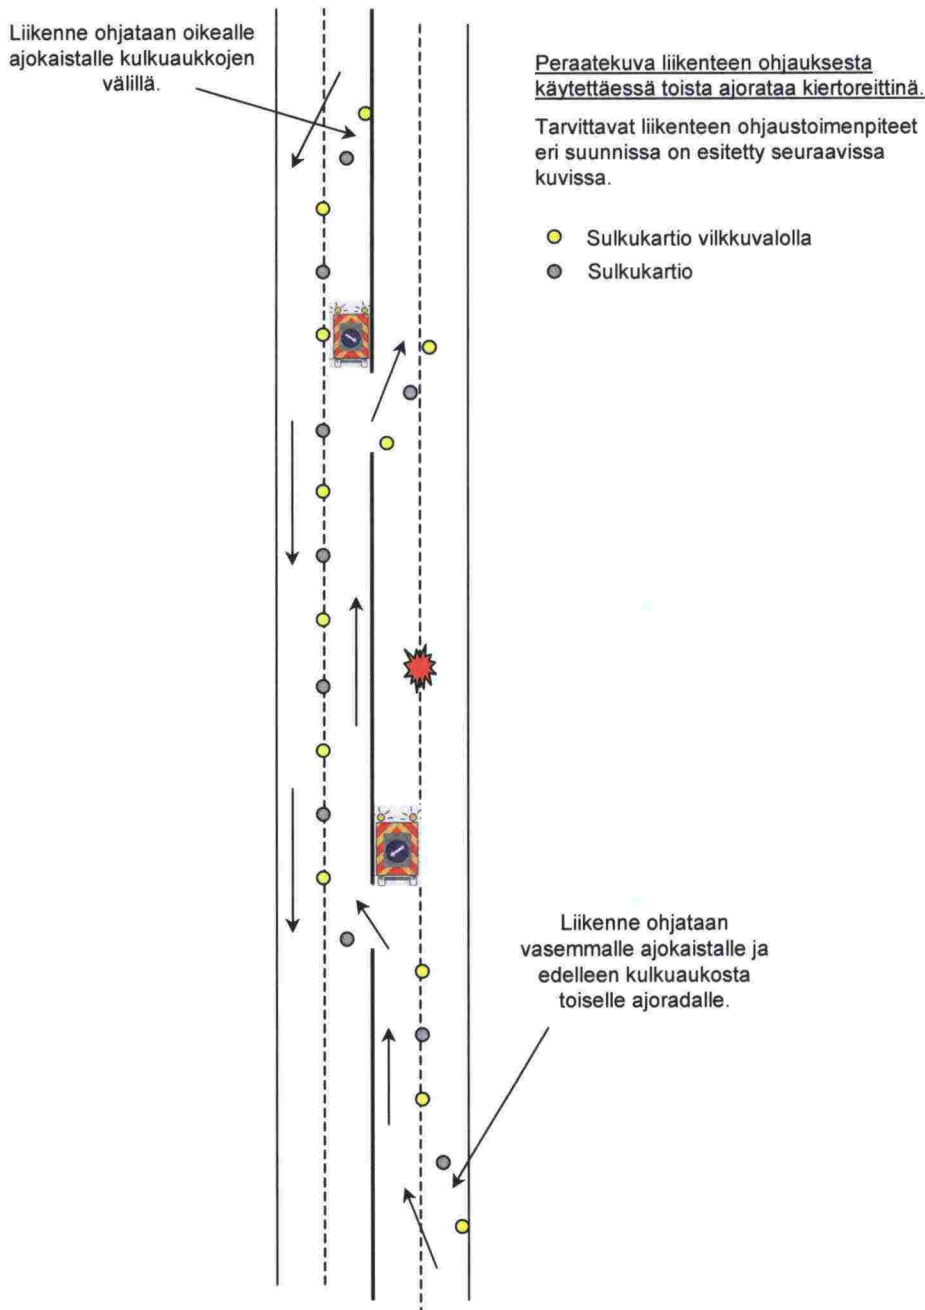 Liikenne ohjataan oikealle
ajokaistalle kulkuaukkojen
välillä.
Peraatekuva liikenteen ohjauksesta
käytettäessä toista ajorataa kiertoreittinä.
Tarvittavat liikenteen ohjaustoimenpiteet
eri suunnissa on esitetty seuraavissa
kuvissa.
Sulkukartio vilkkuvalolla
Sulkukartio
Liikenne ohjataan
vasemmalle ajokaistalle ja
edelleen kulkuaukosta
toiselle ajoradalle.